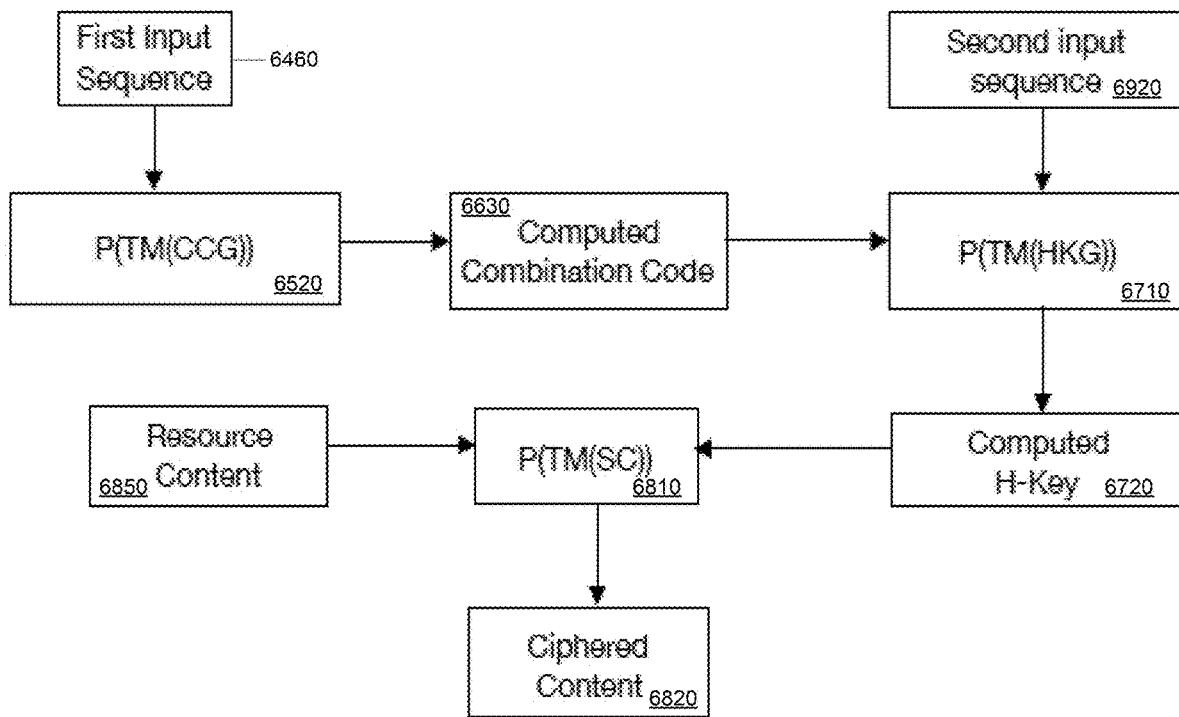 First Input
Sequence
6460
Second input
sequence
6920
P(TM(CCG))
6520
6630
Computed
Combination Code
P(TM(HKG))
6710
Resource
Content
6850
P(TM(SC))
6810
Computed
H-Key
6720
Ciphered
Content
6820